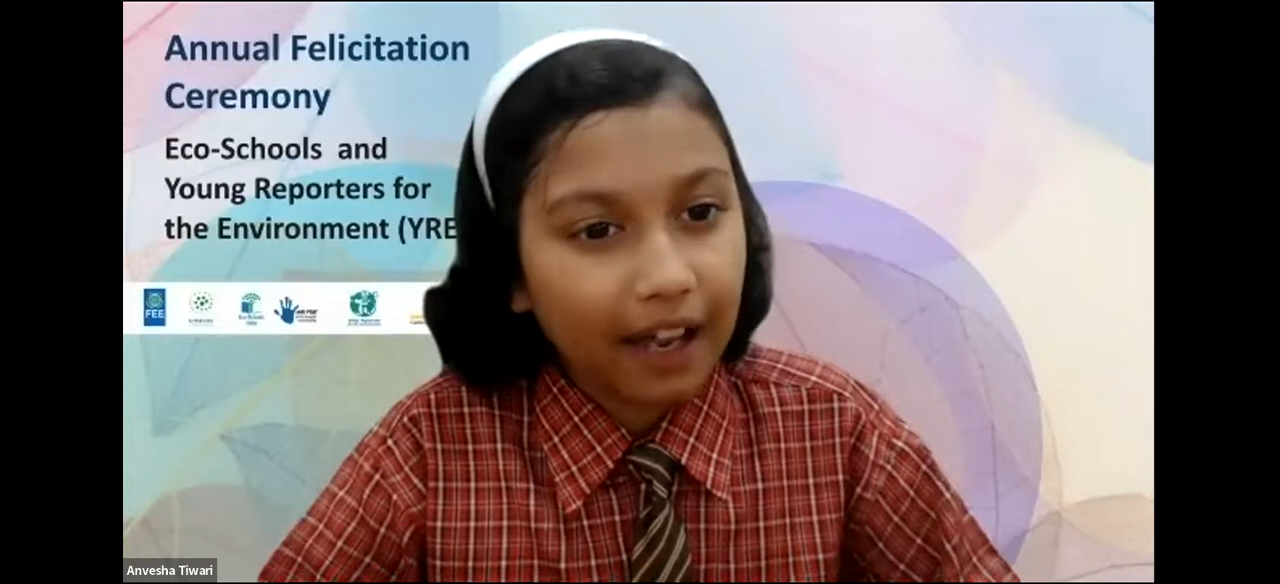 Annual Felicitation
Ceremony
Eco-Schools and
Young Reporters for
the Environment (YRE
FEE
Anvesha Tiwari